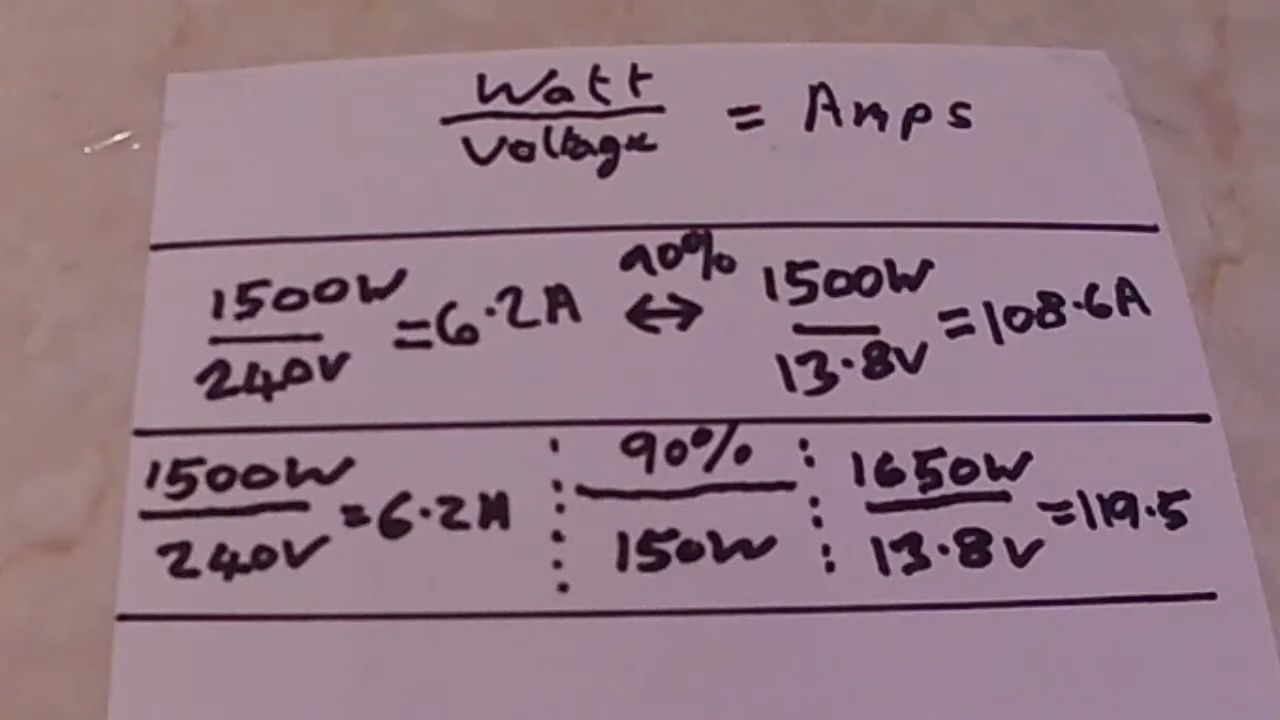 Watt
Voltage = Amps
1500W
240V =6.2A 90% ↔ 1500W
13.8V =108.6A
1500W
240V =6.2A 90%
150W 1650W
13.8V =119.5